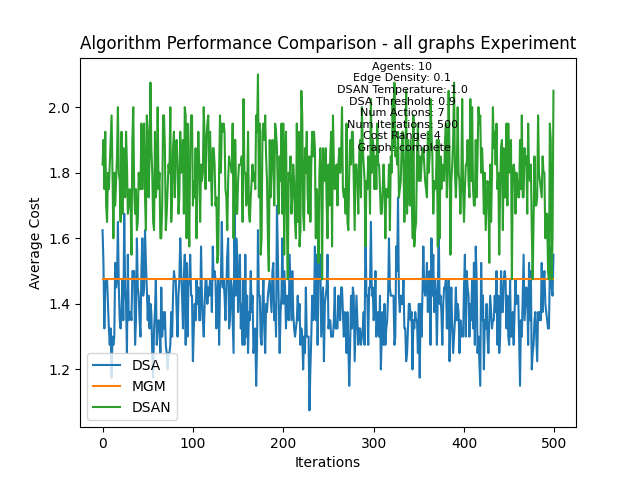 Algorithm Performance Comparison - all graphs Experiment
Agents: 10
Edge Density: 0.1
DSAN Temperature: 1.0
DSA Threshold: 0.9
Num Actions: 7
Num Iterations: 500
Cost Range: 4
Graph: complete
Average Cost
2.0
1.8
1.6
1.4
1.2
DSA
MGM
DSAN
0
100
200
300
400
500
Iterations